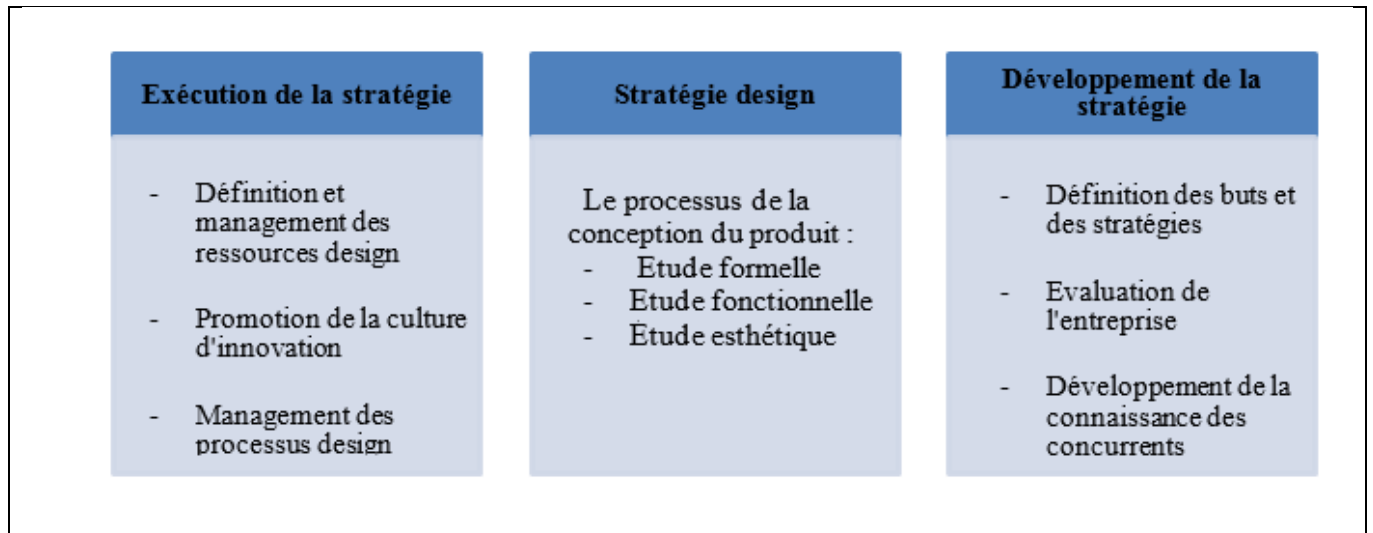 Exécution de la stratégie
- Définition et
management des
ressources design
- Promotion de la culture
d'innovation
- Management des
processus design
Stratégie design
Le processus de la
conception du produit :
- Etude formelle
- Etude fonctionnelle
- Étude esthétique
Développement de la
stratégie
- Définition des buts et
des stratégies
- Evaluation de
l'entreprise
- Développement de la
connaissance des
concurrents